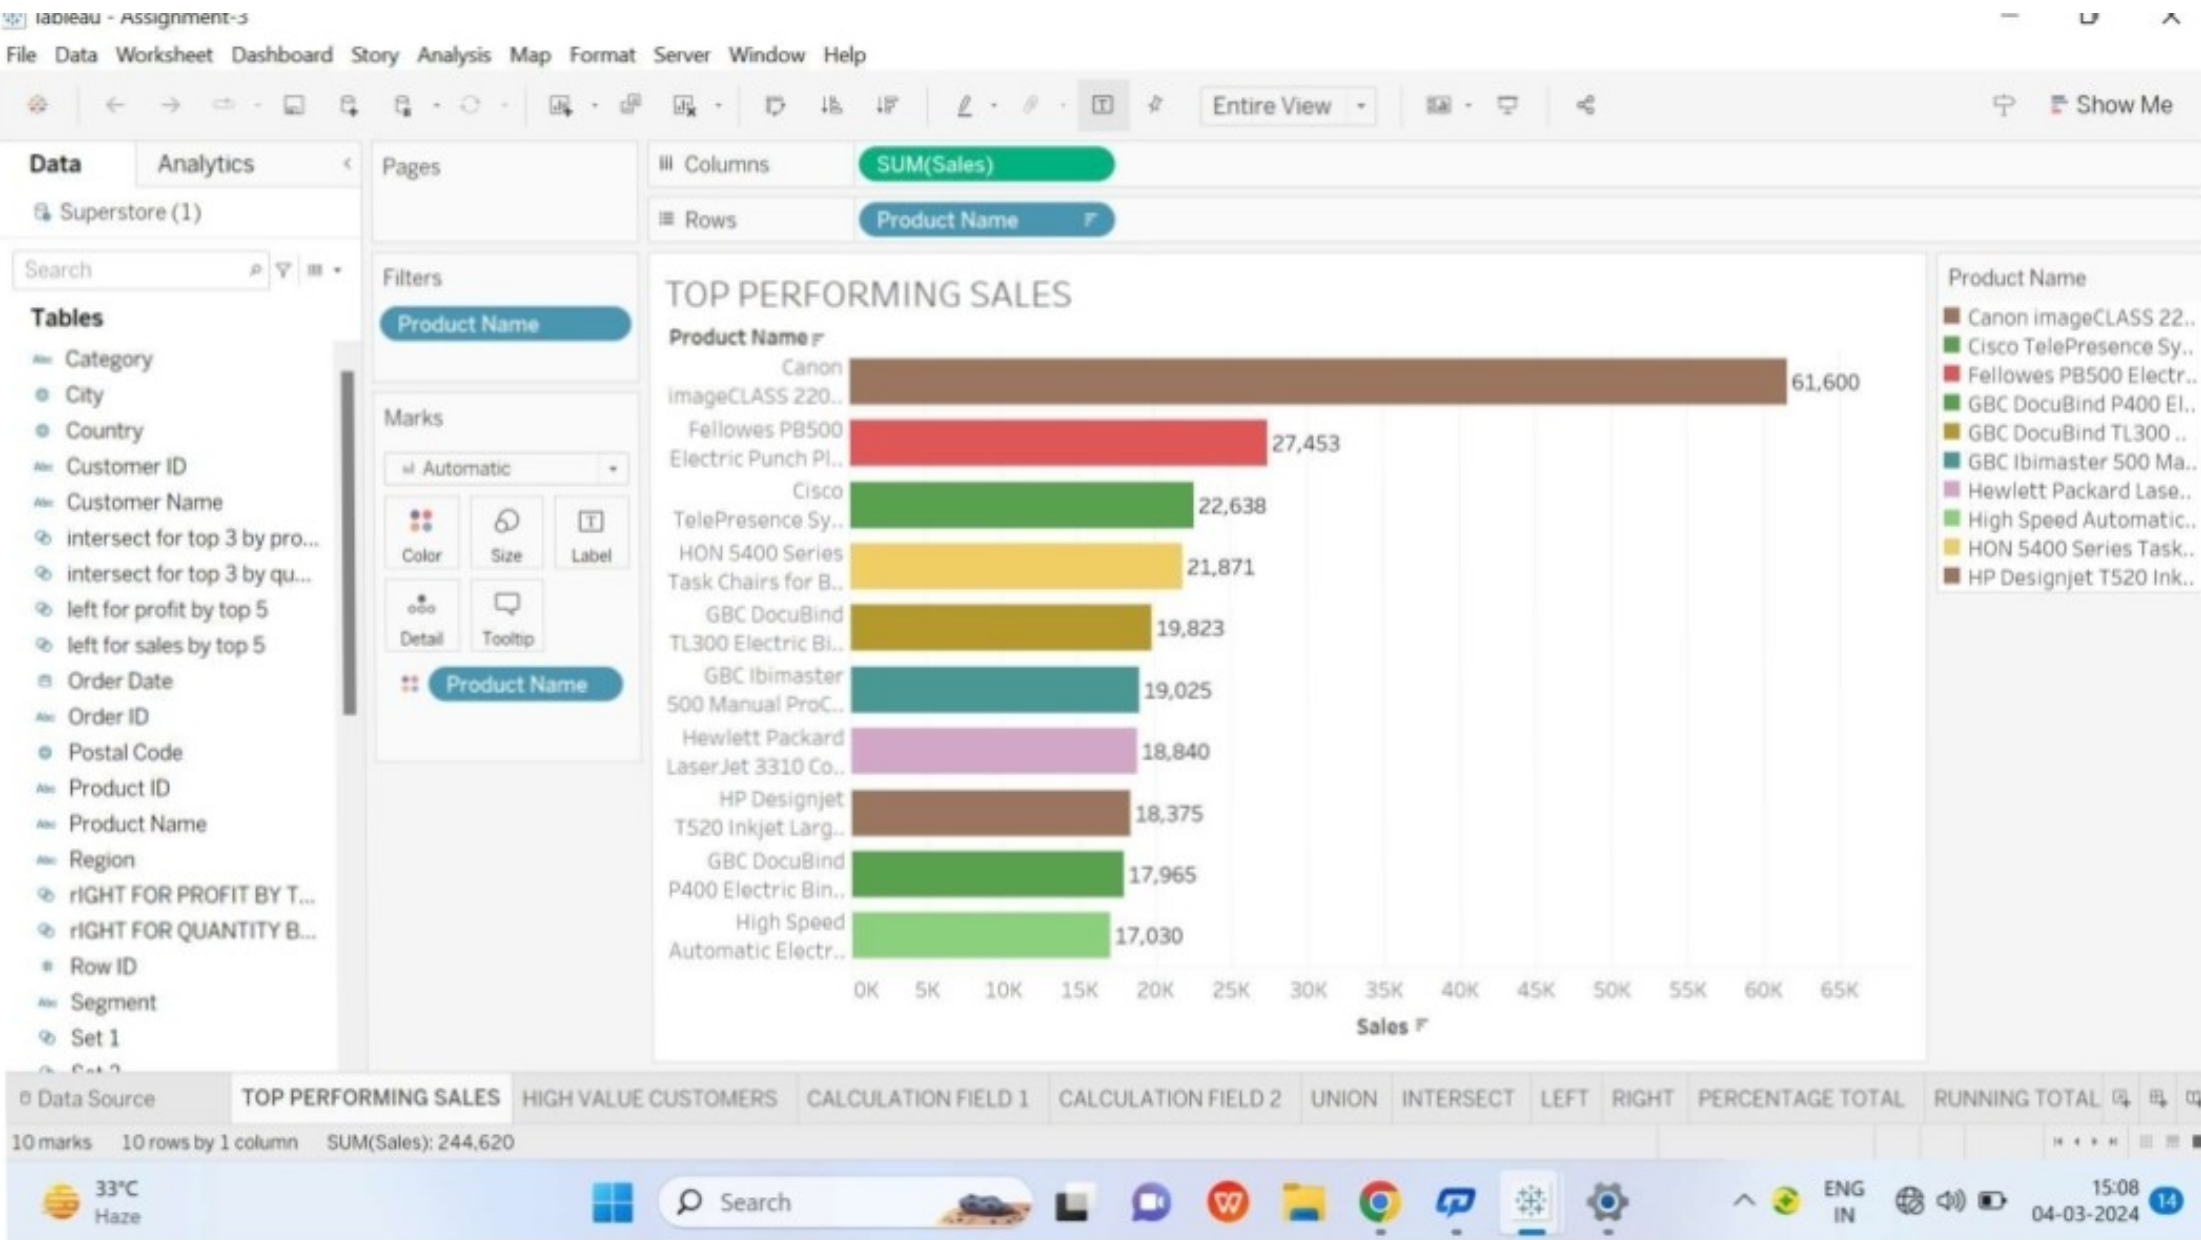 Tableau - Assignment-3
File Data Worksheet Dashboard Story Analysis Map Format Server Window Help
Entire View
Show Me
Data Analytics
Superstore (1)
Search
Tables
Category
City
Country
Customer ID
Customer Name
intersect for top 3 by pro...
intersect for top 3 by qu...
left for profit by top 5
left for sales by top 5
Order Date
Order ID
Postal Code
Product ID
Product Name
Region
rIGHT FOR PROFIT BY T...
rIGHT FOR QUANTITY B...
Row ID
Segment
Set 1
Pages
Filters
Product Name
Marks
Automatic
Color Size Label
Detail Tooltip
Product Name
Columns SUM(Sales)
Rows Product Name
TOP PERFORMING SALES
Product Name
Canon
imageCLASS 220..
61,600
Fellowes PB500
Electric Punch Pl..
27,453
Cisco
TelePresence Sy..
22,638
HON 5400 Series
Task Chairs for B..
21,871
GBC DocuBind
TL300 Electric Bi..
19,823
GBC Ibimaster
500 Manual ProC..
19,025
Hewlett Packard
LaserJet 3310 Co..
18,840
HP Designjet
T520 Inkjet Larg..
18,375
GBC DocuBind
P400 Electric Bin..
17,965
High Speed
Automatic Electr..
17,030
0K 5K 10K 15K 20K 25K 30K 35K 40K 45K 50K 55K 60K 65K
Sales
Product Name
Canon imageCLASS 22..
Cisco TelePresence Sy..
Fellowes PB500 Electr..
GBC DocuBind P400 El..
GBC DocuBind TL300 ..
GBC Ibimaster 500 Ma..
Hewlett Packard Lase..
High Speed Automatic..
HON 5400 Series Task..
HP Designjet T520 Ink..
Data Source TOP PERFORMING SALES HIGH VALUE CUSTOMERS CALCULATION FIELD 1 CALCULATION FIELD 2 UNION INTERSECT LEFT RIGHT PERCENTAGE TOTAL RUNNING TOTAL
10 marks 10 rows by 1 column SUM(Sales): 244,620
33°C
Haze
Search
ENG
IN
15:08
04-03-2024
14